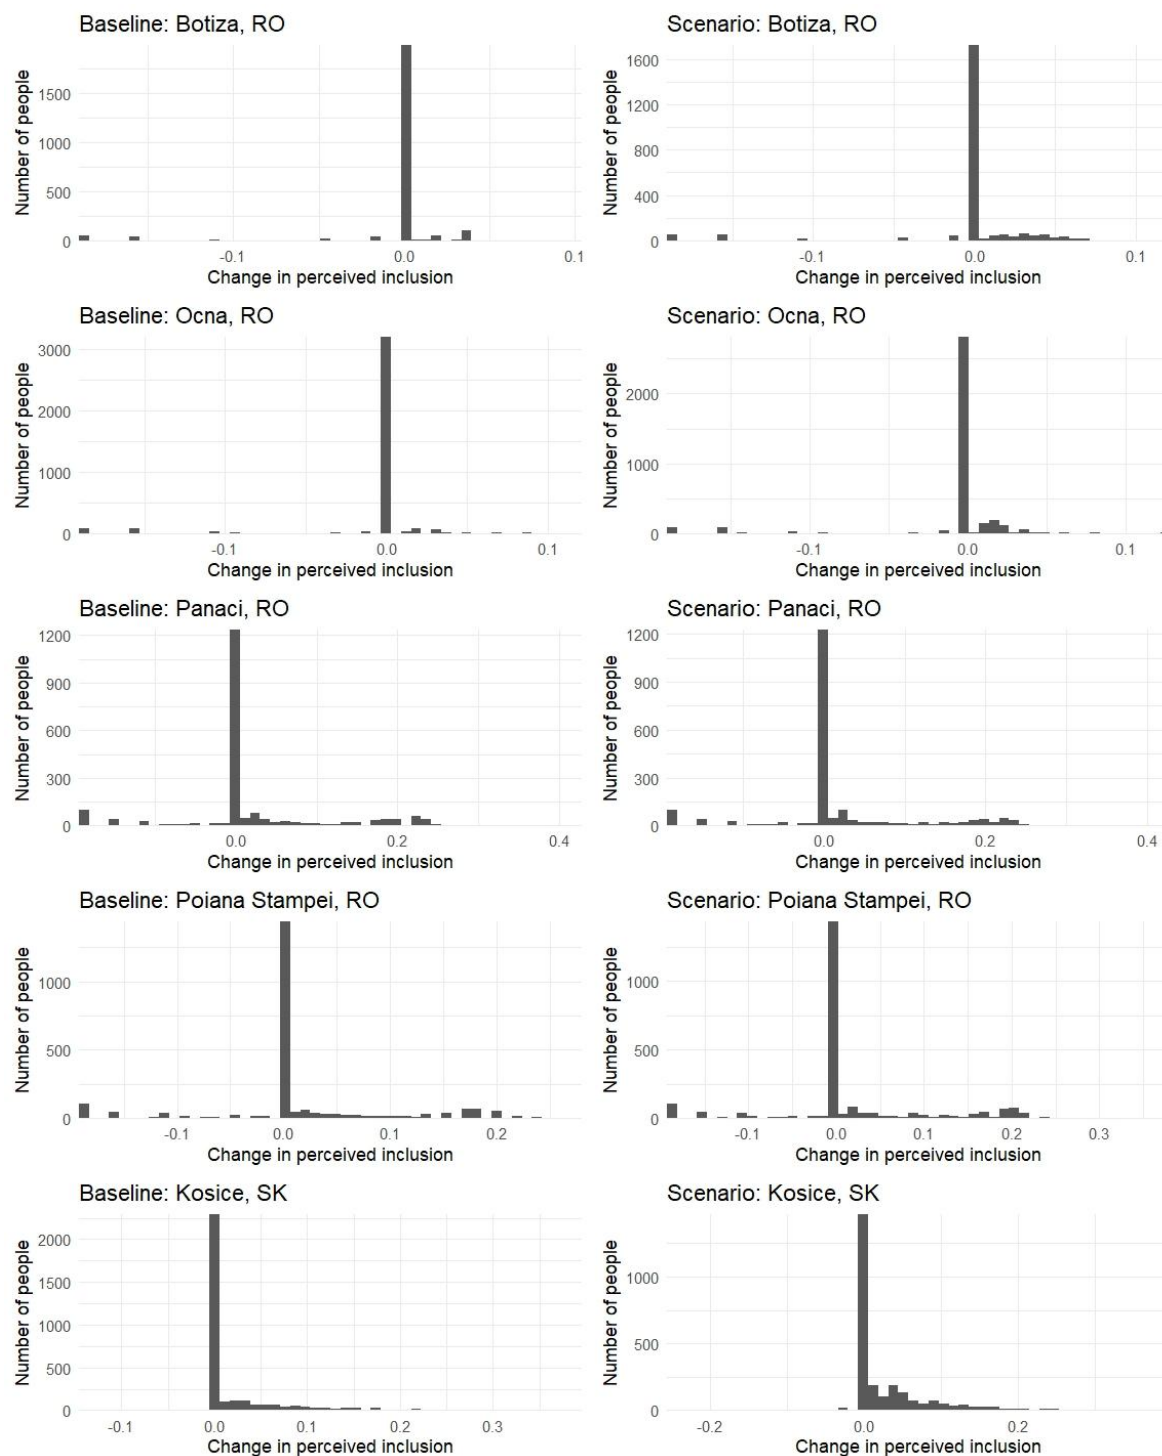 Baseline: Botiza, RO
Number of people
1500
1000
500
0
-0.1
0.0
0.1
Change in perceived inclusion
Scenario: Botiza, RO
Number of people
1600
1200
800
400
0
-0.1
0.0
0.1
Change in perceived inclusion
Baseline: Ocna, RO
Number of people
3000
2000
1000
0
-0.1
0.0
0.1
Change in perceived inclusion
Scenario: Ocna, RO
Number of people
2000
1000
0
-0.1
0.0
0.1
Change in perceived inclusion
Baseline: Panaci, RO
Number of people
1200
900
600
300
0
0.0
0.2
0.4
Change in perceived inclusion
Scenario: Panaci, RO
Number of people
1200
900
600
300
0
0.0
0.2
0.4
Change in perceived inclusion
Baseline: Poiana Stampei, RO
Number of people
1000
500
0
-0.1
0.0
0.1
0.2
Change in perceived inclusion
Scenario: Poiana Stampei, RO
Number of people
1000
500
0
-0.1
0.0
0.1
0.2
0.3
Change in perceived inclusion
Baseline: Kosice, SK
Number of people
2000
1500
1000
500
0
-0.1
0.0
0.1
0.2
0.3
Change in perceived inclusion
Scenario: Kosice, SK
Number of people
1000
500
0
-0.2
0.0
0.2
Change in perceived inclusion